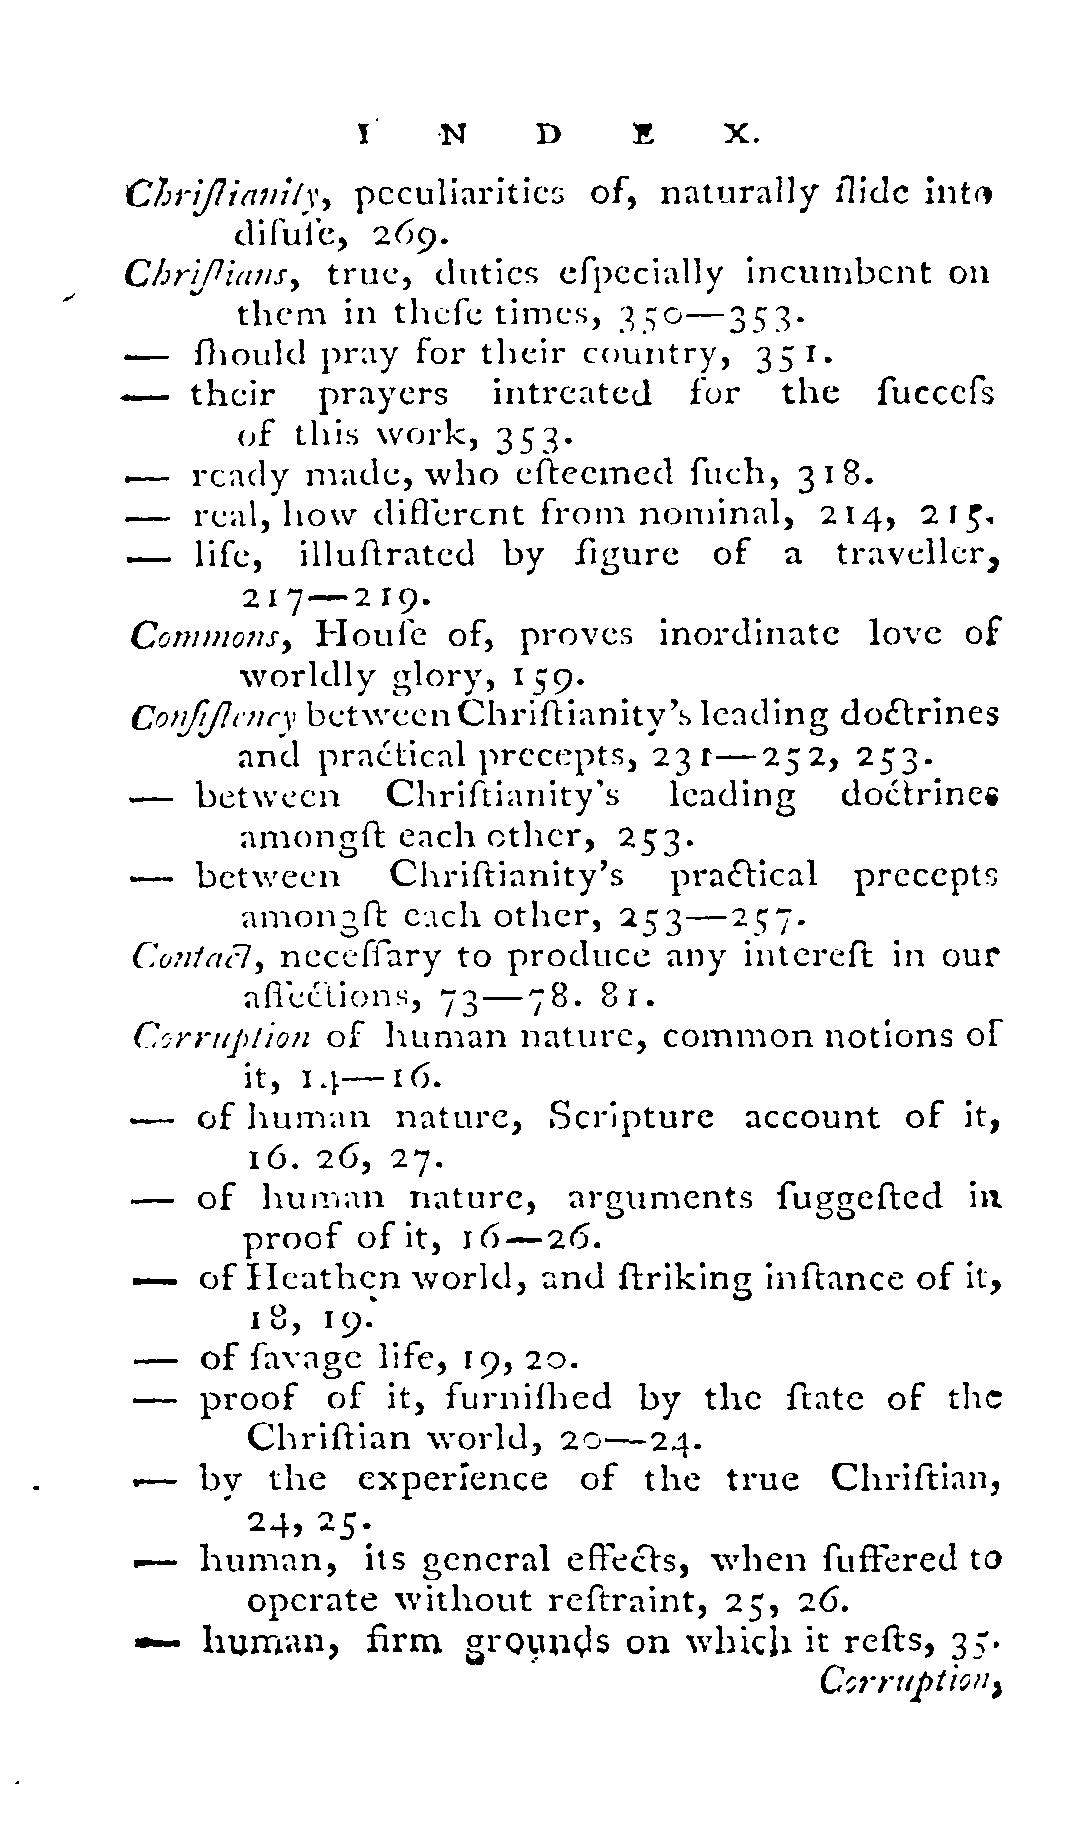 I N D E X.
Chriſtianity, peculiarities of, naturally ſlide into
diſuſe, 269.
Chriſtians, true, duties eſpecially incumbent on
them in theſe times, 350—353.
— ſhould pray for their country, 351.
— their prayers intreated for the ſucceſs
of this work, 353.
— ready made, who eſteemed ſuch, 318.
— real, how different from nominal, 214, 215.
— life, illuſtrated by figure of a traveller,
217—219.
Commons, Houſe of, proves inordinate love of
worldly glory, 159.
Conſiſtency between Chriſtianity's leading doctrines
and practical precepts, 231—252, 253.
— between Chriſtianity's leading doctrines
amongſt each other, 253.
— between Chriſtianity's practical precepts
amongſt each other, 253—257.
Contact, neceſſary to produce any intereſt in our
affections, 73—78. 81.
Corruption of human nature, common notions of
it, 14—16.
— of human nature, Scripture account of it,
16. 26, 27.
— of human nature, arguments ſuggeſted in
proof of it, 16—26.
— of Heathen world, and ſtriking inſtance of it,
18, 19.
— of ſavage life, 19, 20.
— proof of it, furniſhed by the ſtate of the
Chriſtian world, 20—24.
— by the experience of the true Chriſtian,
24, 25.
— human, its general effects, when ſuffered to
operate without reſtraint, 25, 26.
— human, firm grounds on which it reſts, 35.
Corruption,